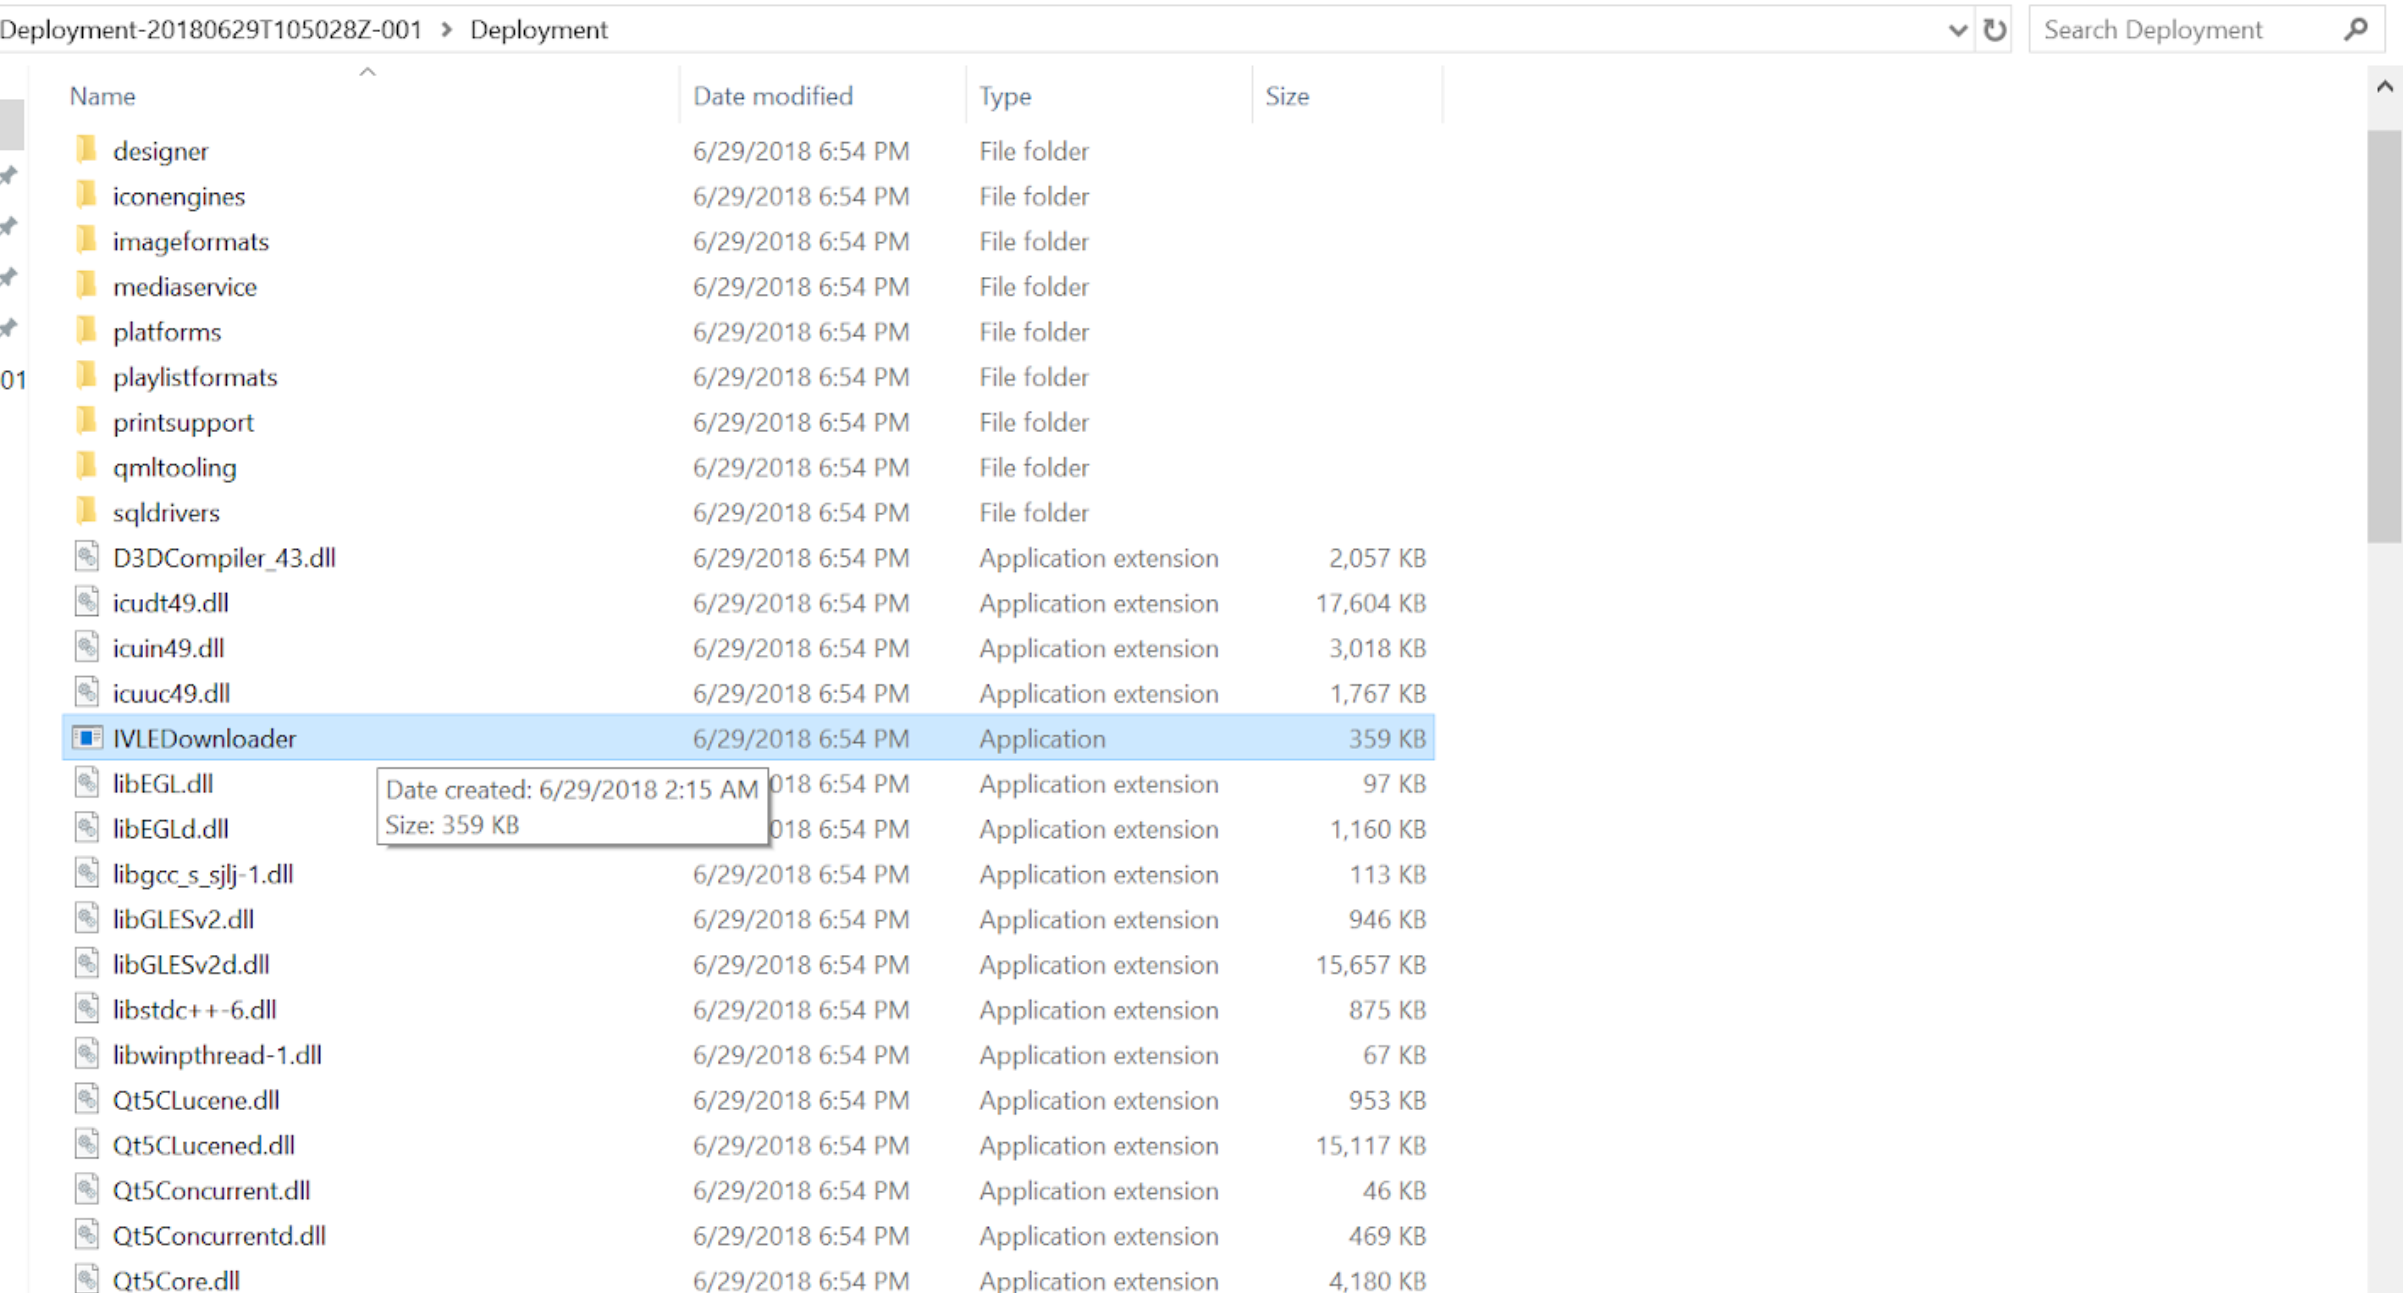 Deployment-20180629T105028Z-001 > Deployment Search Deployment
Name Date modified Type Size
designer 6/29/2018 6:54 PM File folder
iconengines 6/29/2018 6:54 PM File folder
imageformats 6/29/2018 6:54 PM File folder
mediaservice 6/29/2018 6:54 PM File folder
platforms 6/29/2018 6:54 PM File folder
01 playlistformats 6/29/2018 6:54 PM File folder
printsupport 6/29/2018 6:54 PM File folder
qmltooling 6/29/2018 6:54 PM File folder
sqldrivers 6/29/2018 6:54 PM File folder
D3DCompiler_43.dll 6/29/2018 6:54 PM Application extension 2,057 KB
icudt49.dll 6/29/2018 6:54 PM Application extension 17,604 KB
icuin49.dll 6/29/2018 6:54 PM Application extension 3,018 KB
icuuc49.dll 6/29/2018 6:54 PM Application extension 1,767 KB
IVLEDownloader 6/29/2018 6:54 PM Application 359 KB
libEGL.dll 018 6:54 PM Application extension 97 KB
Date created: 6/29/2018 2:15 AM
Size: 359 KB
libEGLd.dll 018 6:54 PM Application extension 1,160 KB
libgcc_s_sjlj-1.dll 6/29/2018 6:54 PM Application extension 113 KB
libGLESv2.dll 6/29/2018 6:54 PM Application extension 946 KB
libGLESv2d.dll 6/29/2018 6:54 PM Application extension 15,657 KB
libstdc++-6.dll 6/29/2018 6:54 PM Application extension 875 KB
libwinpthread-1.dll 6/29/2018 6:54 PM Application extension 67 KB
Qt5CLucene.dll 6/29/2018 6:54 PM Application extension 953 KB
Qt5CLucened.dll 6/29/2018 6:54 PM Application extension 15,117 KB
Qt5Concurrent.dll 6/29/2018 6:54 PM Application extension 46 KB
Qt5Concurrentd.dll 6/29/2018 6:54 PM Application extension 469 KB
Qt5Core.dll 6/29/2018 6:54 PM Application extension 4,180 KB